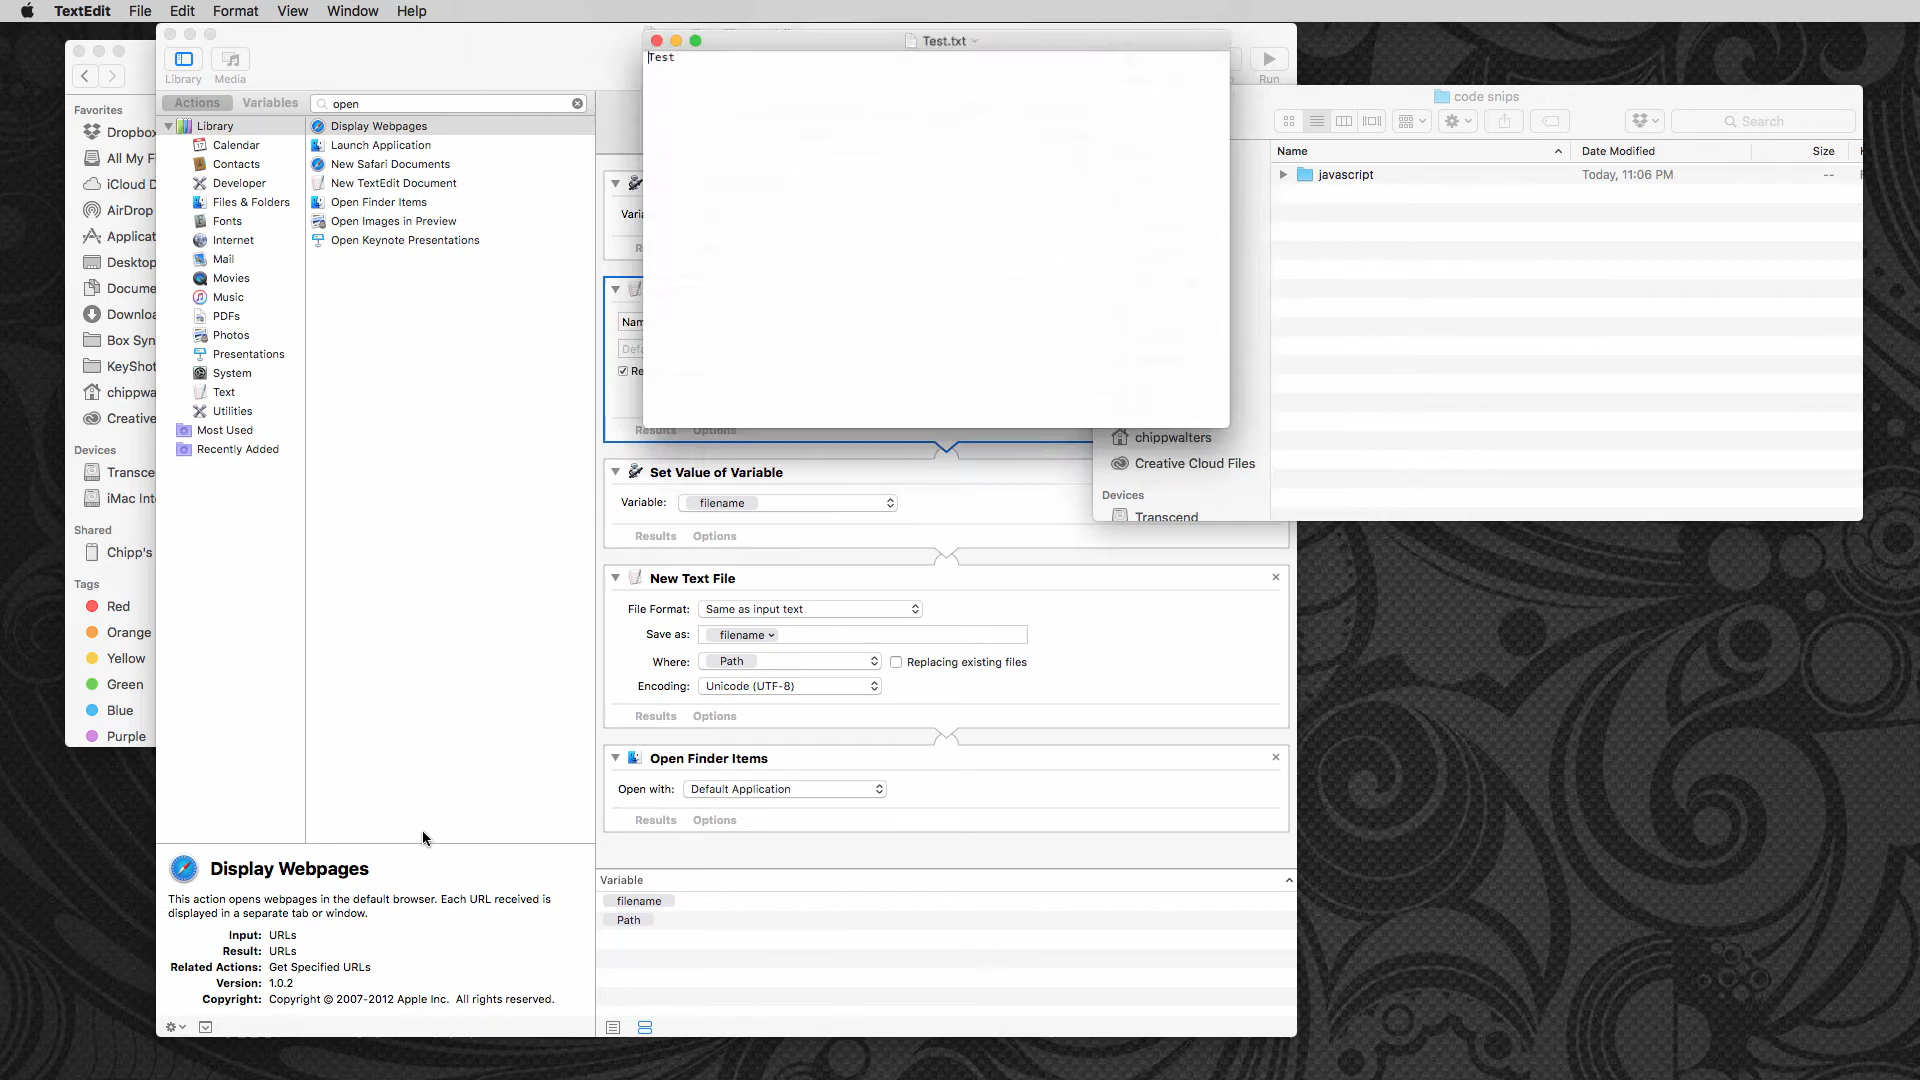 TextEdit File Edit Format View Window Help
Test.txt
Test
Library
Media
Run
Actions
Variables
open
Favorites
Dropbox
All My Fi
iCloud D
AirDrop
Applicat
Desktop
Docume
Downloa
Box Syn
KeyShot
chippwa
Creative
Devices
Transce
iMac Int
Shared
Chipp's
Tags
Red
Orange
Yellow
Green
Blue
Purple
Library
Calendar
Contacts
Developer
Files & Folders
Fonts
Internet
Mail
Movies
Music
PDFs
Photos
Presentations
System
Text
Utilities
Most Used
Recently Added
Display Webpages
Launch Application
New Safari Documents
New TextEdit Document
Open Finder Items
Open Images in Preview
Open Keynote Presentations
Display Webpages
This action opens webpages in the default browser. Each URL received is
displayed in a separate tab or window.
Input: URLs
Result: URLs
Related Actions: Get Specified URLs
Version: 1.0.2
Copyright: Copyright © 2007-2012 Apple Inc. All rights reserved.
Varia
R
Nam
Defa
Re
Results Options
Set Value of Variable
Variable: filename
Results Options
New Text File
File Format: Same as input text
Save as: filename
Where: Path Replacing existing files
Encoding: Unicode (UTF-8)
Results Options
Open Finder Items
Open with: Default Application
Results Options
Variable
filename
Path
code snips
Search
Name Date Modified Size
javascript Today, 11:06 PM --
chippwalters
Creative Cloud Files
Devices
Transcend